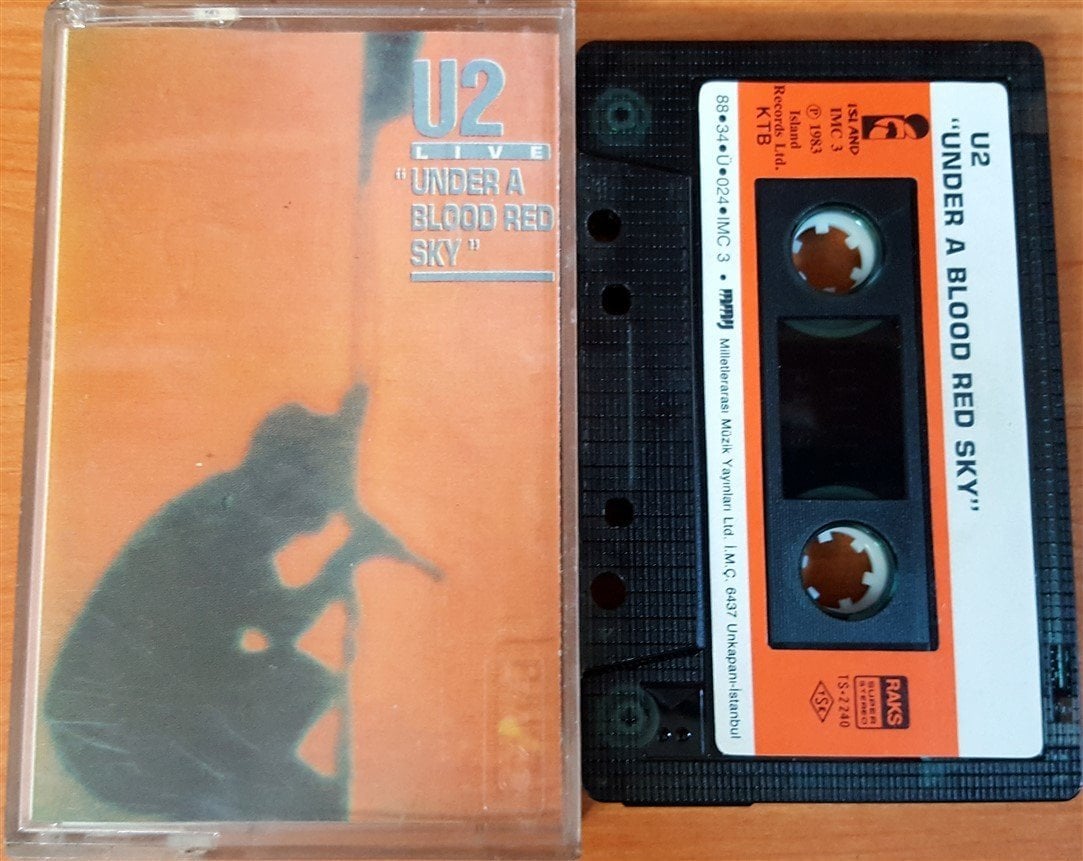 U2
LIVE
“UNDER A
BLOOD RED
SKY”
U2
“UNDER A BLOOD RED SKY”
ISLAND
IMC 3
℗ 1983
Island
Records Ltd.
KTB
RAKS
SUPER
STEREO
TS-2240
TSE
88•34•Ü•024•IMC 3 • Milletlerarası Müzik Yayınları Ltd. İ.M.Ç. 6437 Unkapanı-İstanbul